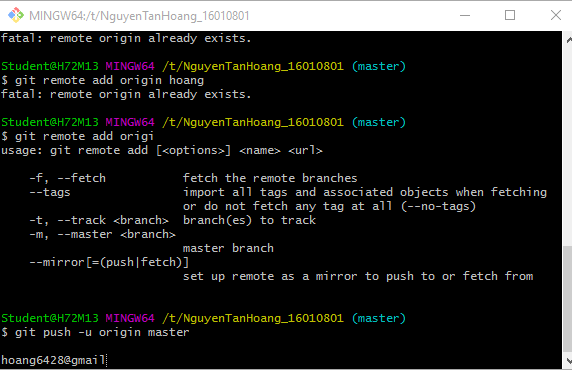 MINGW64:/t/NguyenTanHoang_16010801
fatal: remote origin already exists.
Student@H72M13 MINGW64 /t/NguyenTanHoang_16010801 (master)
$ git remote add origin hoang
fatal: remote origin already exists.
Student@H72M13 MINGW64 /t/NguyenTanHoang_16010801 (master)
$ git remote add origi
usage: git remote add [<options>] <name> <url>
-f, --fetch fetch the remote branches
--tags import all tags and associated objects when fetching
or do not fetch any tag at all (--no-tags)
-t, --track <branch> branch(es) to track
-m, --master <branch>
master branch
--mirror[=(push|fetch)]
set up remote as a mirror to push to or fetch from
Student@H72M13 MINGW64 /t/NguyenTanHoang_16010801 (master)
$ git push -u origin master
hoang6428@gmail